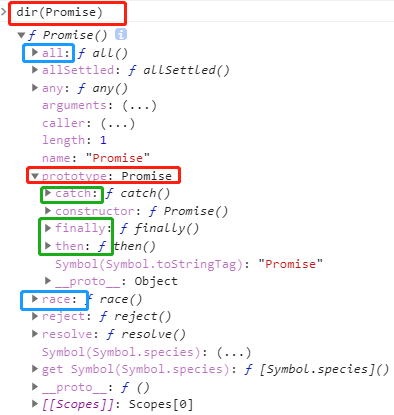 dir(Promise)
ƒ Promise() i
all: ƒ all()
allSettled: ƒ allSettled()
any: ƒ any()
arguments: (...)
caller: (...)
length: 1
name: "Promise"
prototype: Promise
catch: ƒ catch()
constructor: ƒ Promise()
finally: ƒ finally()
then: ƒ then()
Symbol(Symbol.toStringTag): "Promise"
__proto__: Object
race: ƒ race()
reject: ƒ reject()
resolve: ƒ resolve()
Symbol(Symbol.species): (...)
get Symbol(Symbol.species): ƒ [Symbol.species]()
__proto__: ƒ ()
[[Scopes]]: Scopes[0]